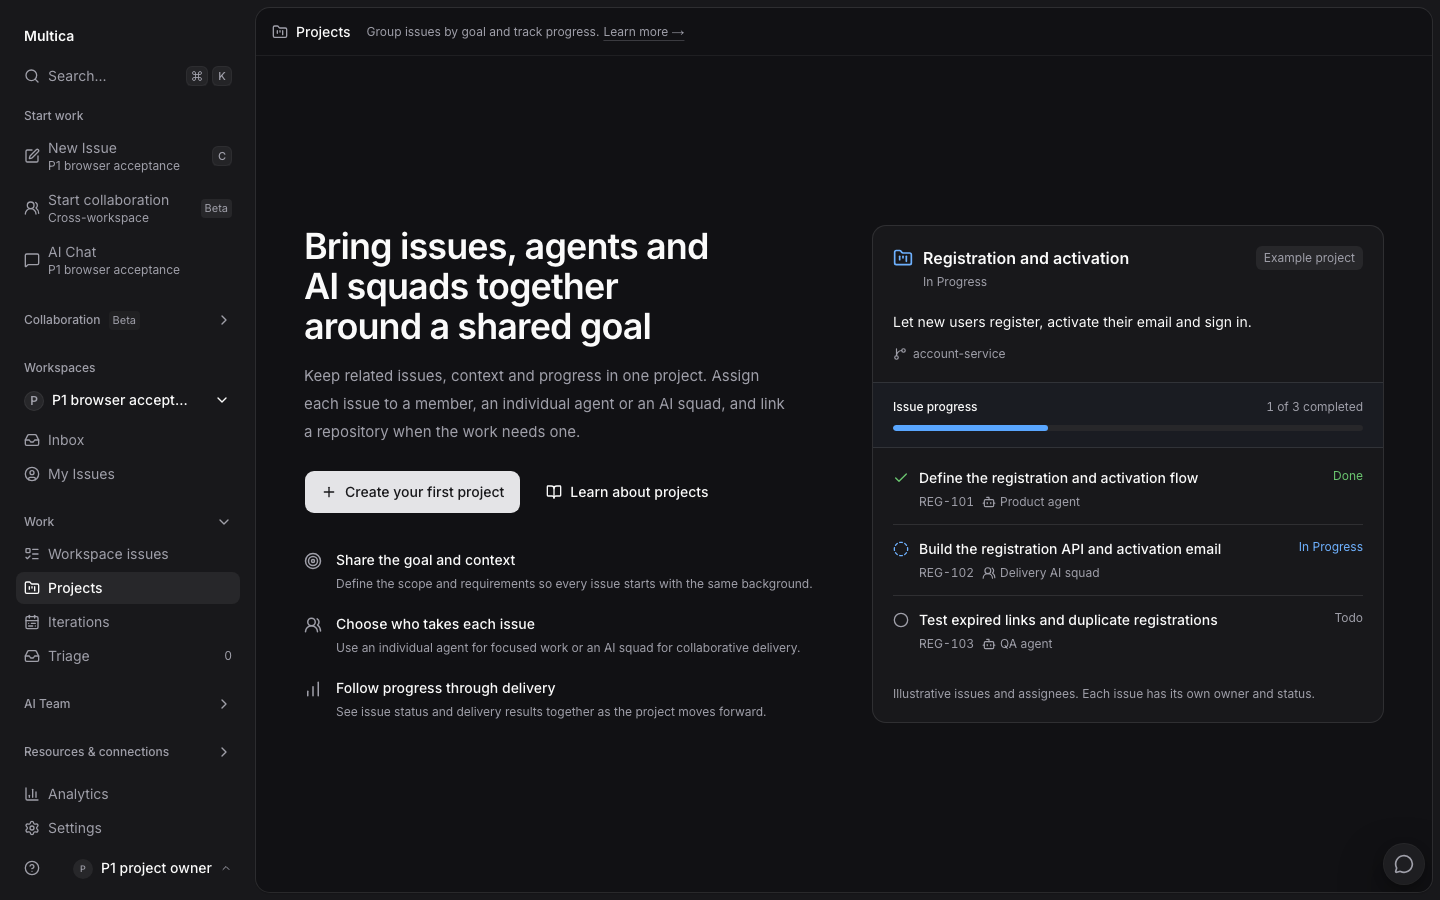 Multica
Search...
⌘ K
Start work
New Issue
P1 browser acceptance
C
Start collaboration
Cross-workspace
Beta
AI Chat
P1 browser acceptance
Collaboration Beta
Workspaces
P P1 browser accept...
Inbox
My Issues
Work
Workspace issues
Projects
Iterations
Triage 0
AI Team
Resources & connections
Analytics
Settings
P P1 project owner
Projects Group issues by goal and track progress. Learn more →
Bring issues, agents and
AI squads together
around a shared goal
Keep related issues, context and progress in one project. Assign
each issue to a member, an individual agent or an AI squad, and link
a repository when the work needs one.
Create your first project
Learn about projects
Share the goal and context
Define the scope and requirements so every issue starts with the same background.
Choose who takes each issue
Use an individual agent for focused work or an AI squad for collaborative delivery.
Follow progress through delivery
See issue status and delivery results together as the project moves forward.
Registration and activation
Example project
In Progress
Let new users register, activate their email and sign in.
account-service
Issue progress 1 of 3 completed
Define the registration and activation flow Done
REG-101 Product agent
Build the registration API and activation email In Progress
REG-102 Delivery AI squad
Test expired links and duplicate registrations Todo
REG-103 QA agent
Illustrative issues and assignees. Each issue has its own owner and status.